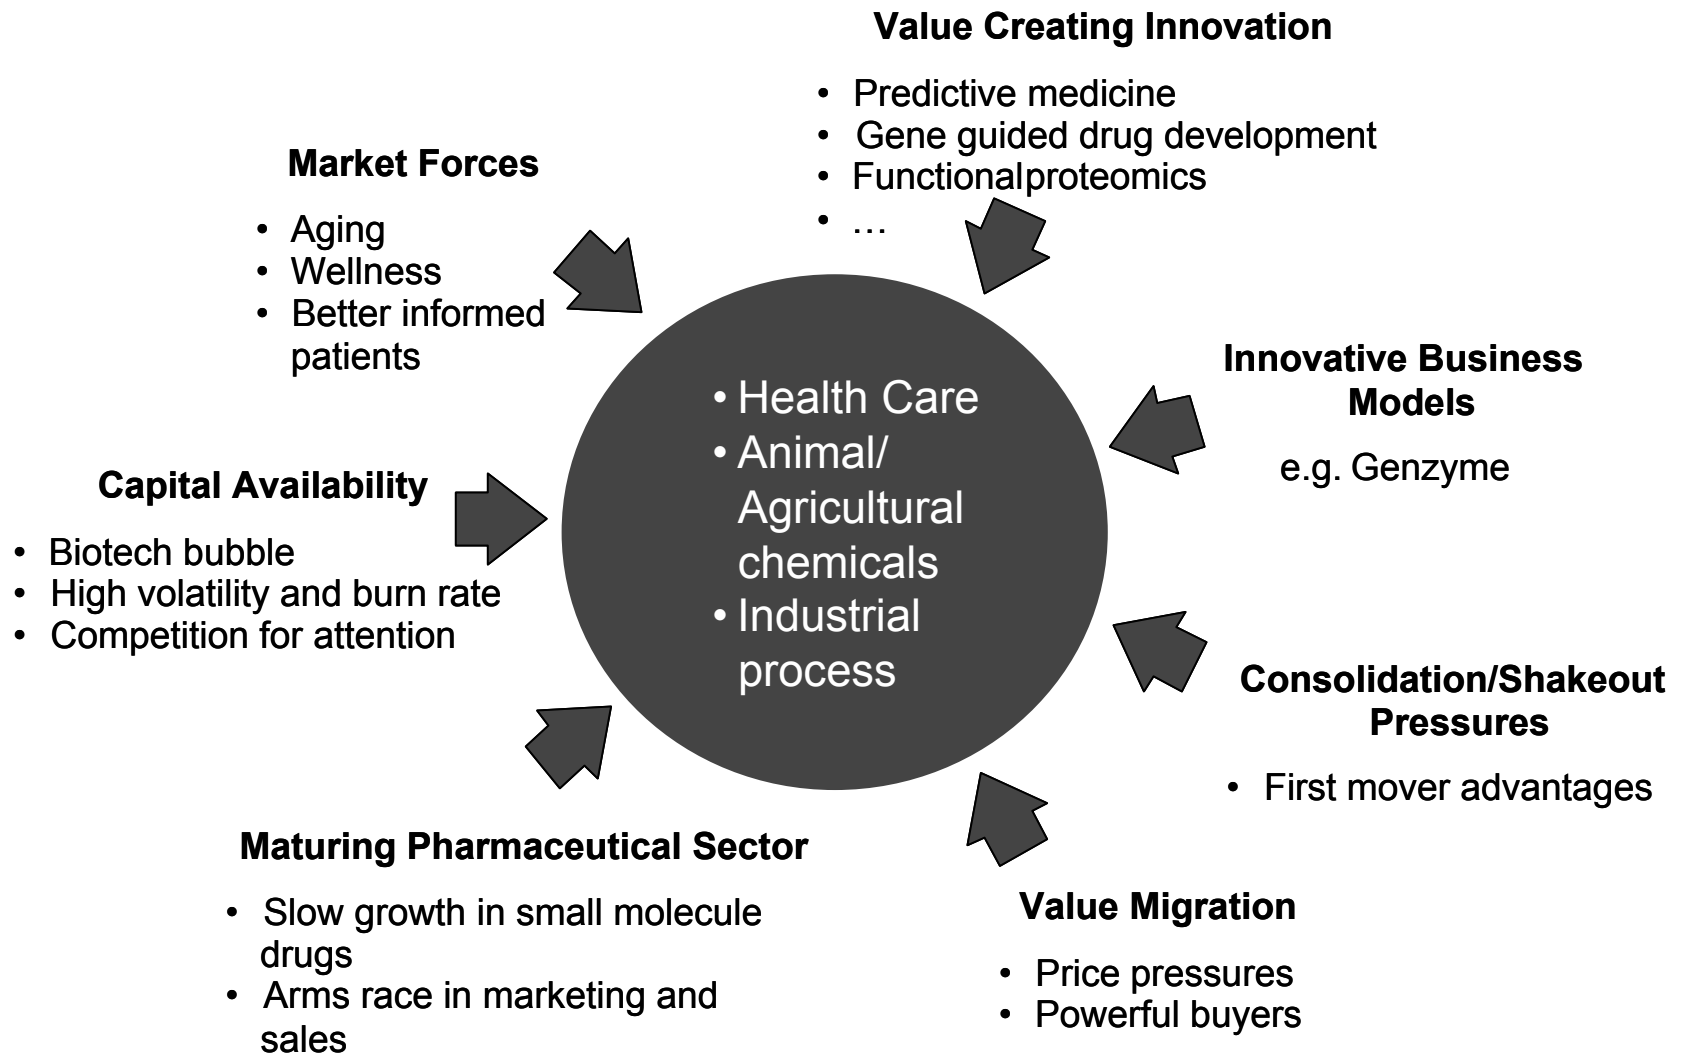 Value Creating Innovation
• Predictive medicine
• Gene guided drug development
• Functionalproteomics
• ...
Market Forces
• Aging
• Wellness
• Better informed
patients
Innovative Business
Models
e.g. Genzyme
• Health Care
• Animal/
Agricultural
chemicals
• Industrial
process
Capital Availability
• Biotech bubble
• High volatility and burn rate
• Competition for attention
Consolidation/Shakeout
Pressures
• First mover advantages
Maturing Pharmaceutical Sector
• Slow growth in small molecule
drugs
• Arms race in marketing and
sales
Value Migration
• Price pressures
• Powerful buyers